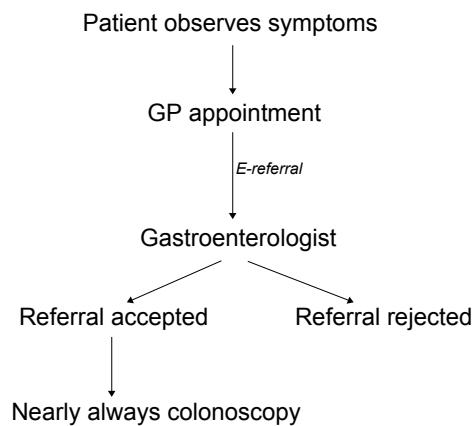 Patient observes symptoms
GP appointment
E-referral
Gastroenterologist
Referral accepted
Referral rejected
Nearly always colonoscopy